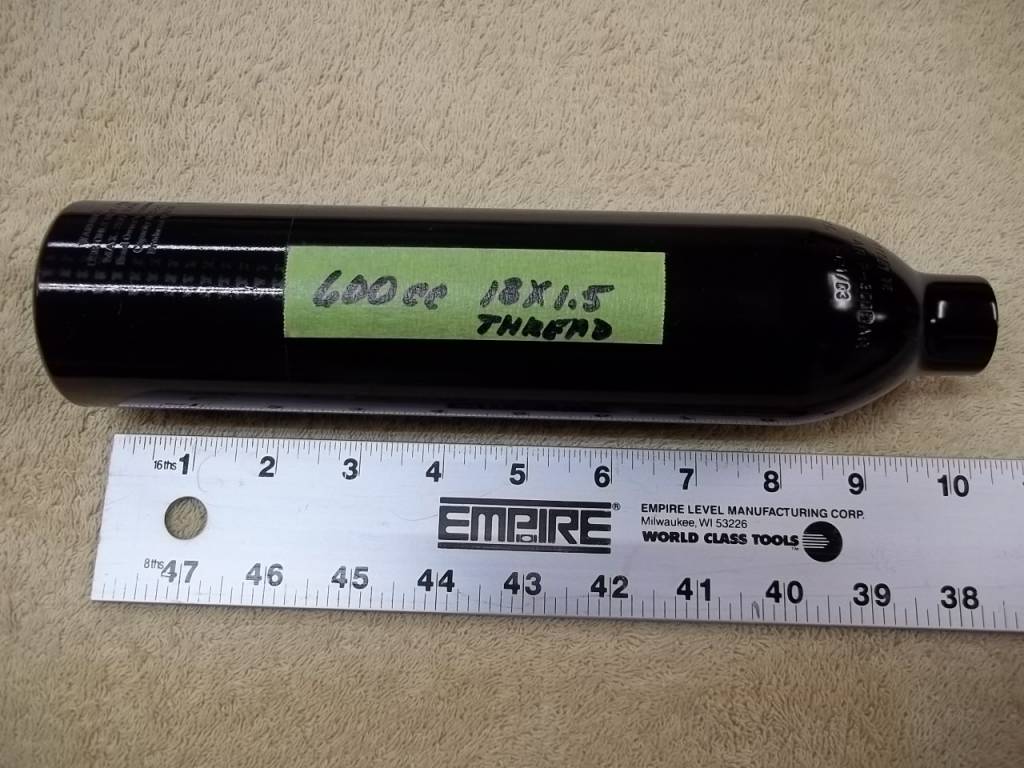 600cc 18X1.5
THREAD
16ths 1 2 3 4 5 6 7 8 9 10
EMPIRE®
EMPIRE LEVEL MANUFACTURING CORP.
Milwaukee, WI 53226
WORLD CLASS TOOLS™
8ths 47 46 45 44 43 42 41 40 39 38